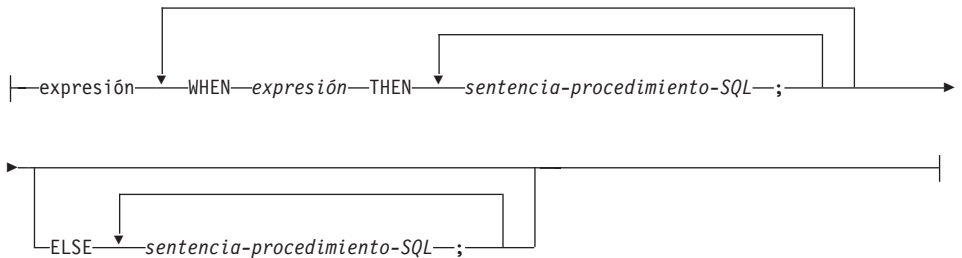 expresión WHEN expresión THEN sentencia-procedimiento-SQL ;
ELSE sentencia-procedimiento-SQL ;